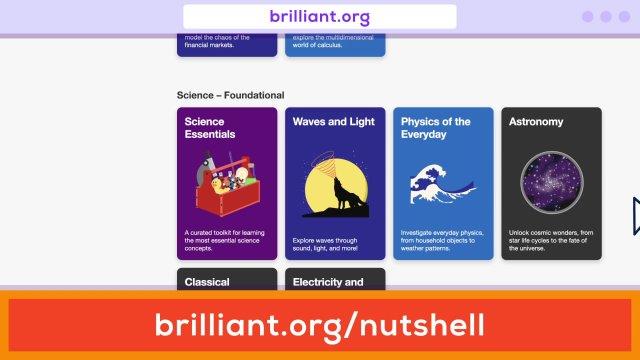 brilliant.org
model the chaos of the
financial markets.
explore the multidimensional
world of calculus.
Science – Foundational
Science
Essentials
A curated toolkit for learning
the most essential science
concepts.
Waves and Light
Explore waves through
sound, light, and more!
Physics of the
Everyday
Investigate everyday physics,
from household objects to
weather patterns.
Astronomy
Unlock cosmic wonders, from
star life cycles to the fate of
the universe.
Classical
Electricity and
brilliant.org/nutshell